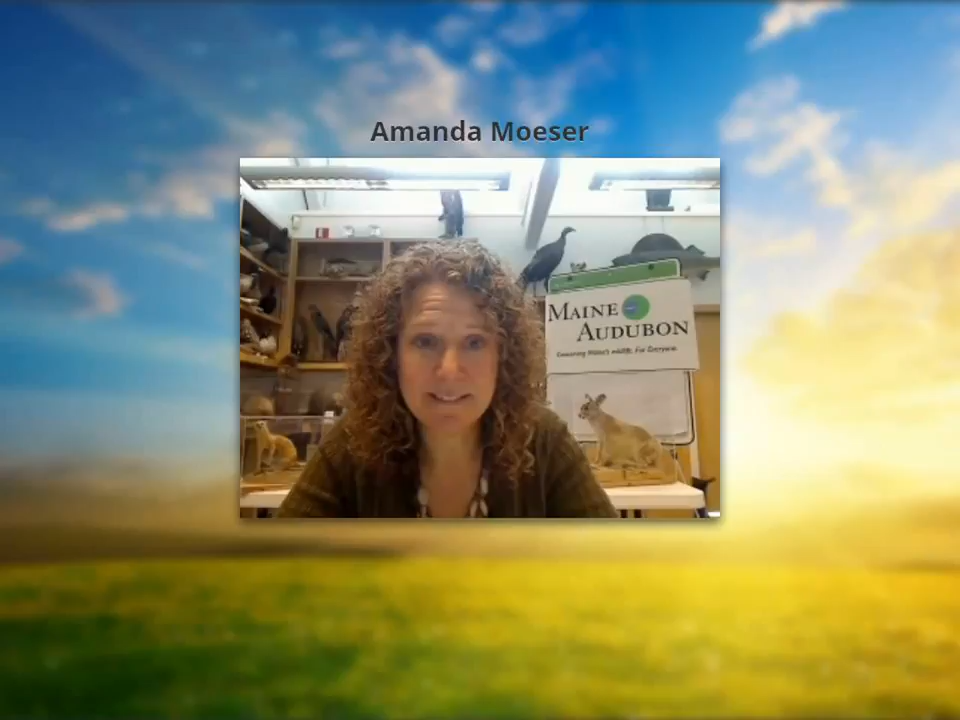 Amanda Moeser
MAINE
AUDUBON
Conserving Maine's wildlife. For Everyone.